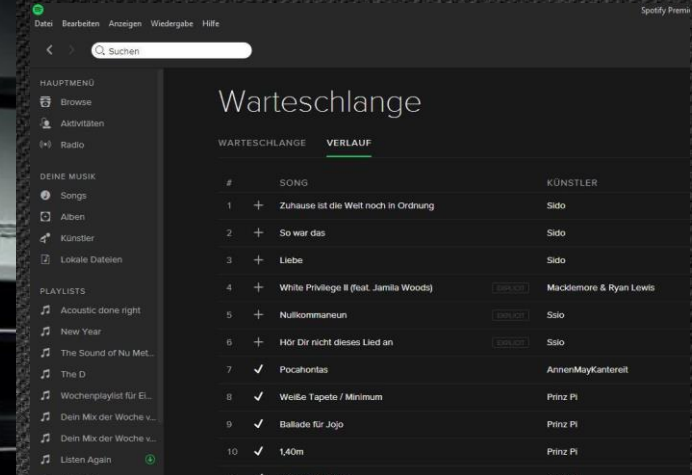 Spotify Premi
Datei Bearbeiten Anzeigen Wiedergabe Hilfe
Suchen
HAUPTMENÜ
Browse
Aktivitäten
Radio
DEINE MUSIK
Songs
Alben
Künstler
Lokale Dateien
PLAYLISTS
Acoustic done right
New Year
The Sound of Nu Met...
The D
Wochenplaylist für Ei...
Dein Mix der Woche v...
Dein Mix der Woche v...
Listen Again
Warteschlange
WARTESCHLANGE VERLAUF
# SONG KÜNSTLER
1 Zuhause ist die Welt noch in Ordnung Sido
2 So war das Sido
3 Liebe Sido
4 White Privilege II (feat. Jamila Woods) EXPLICIT Macklemore & Ryan Lewis
5 Nullkommaneun EXPLICIT Ssio
6 Hör Dir nicht dieses Lied an EXPLICIT Ssio
7 Pocahontas AnnenMayKantereit
8 Weiße Tapete / Minimum Prinz Pi
9 Ballade für Jojo Prinz Pi
10 1,40m Prinz Pi